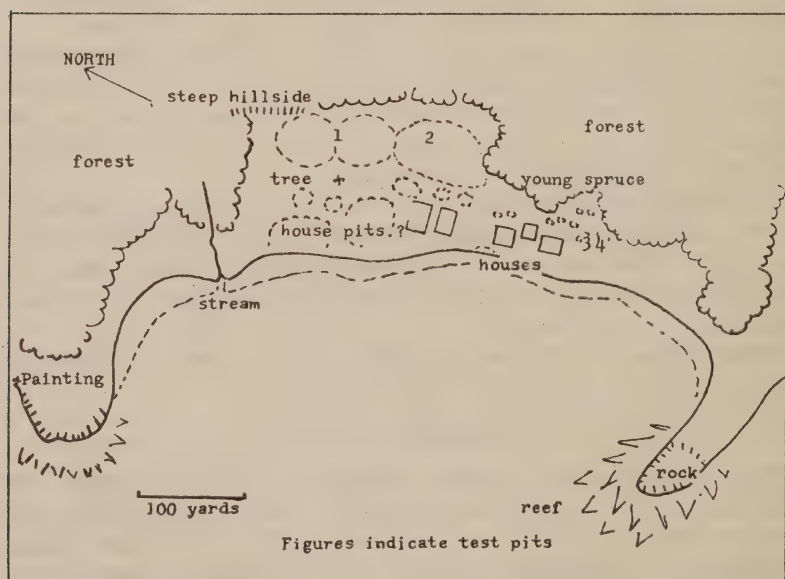 NORTH
steep hillside
forest
1
2
forest
tree
young spruce
house pits.?
34
houses
stream
Painting
rock
100 yards
reef
Figures indicate test pits